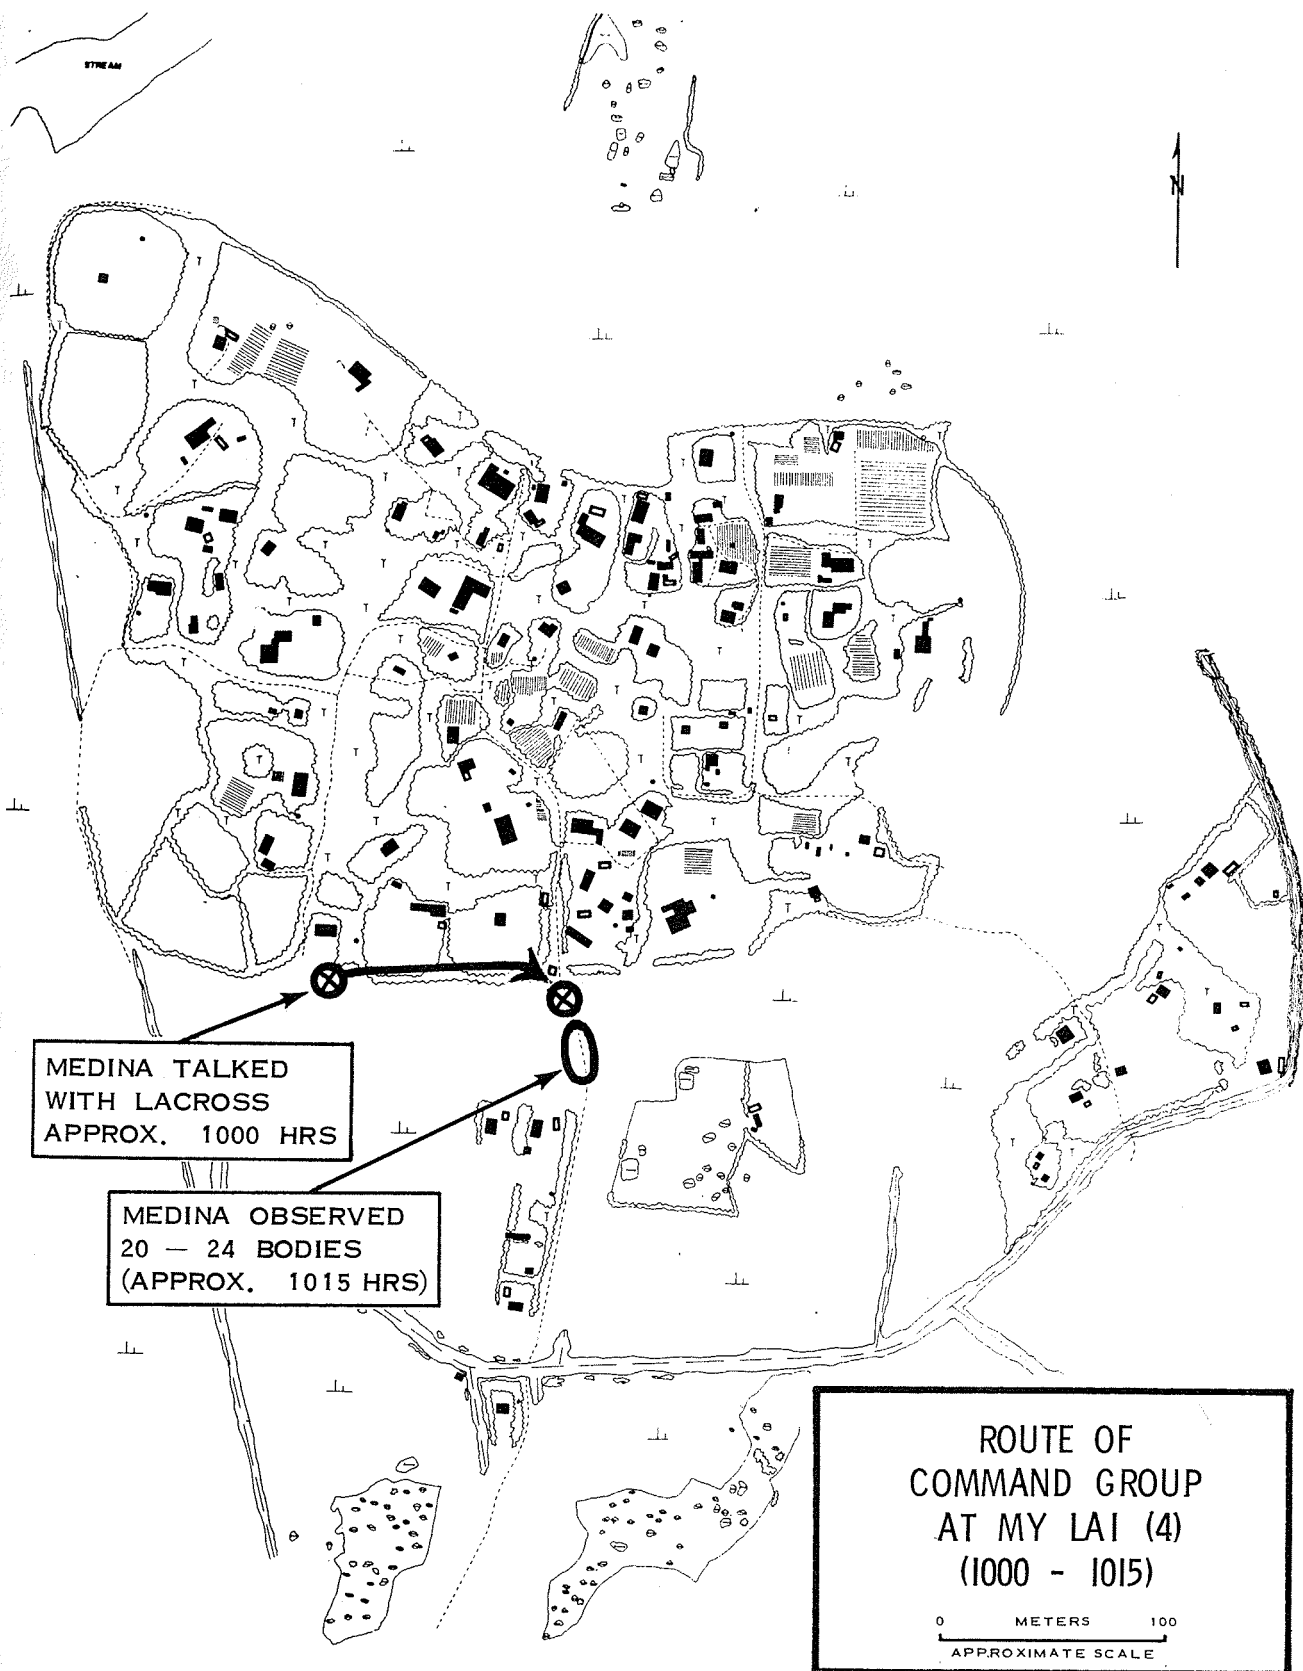 STREAM
N
MEDINA TALKED
WITH LACROSS
APPROX. 1000 HRS
MEDINA OBSERVED
20 — 24 BODIES
(APPROX. 1015 HRS)
ROUTE OF
COMMAND GROUP
AT MY LAI (4)
(1000 - 1015)
0 METERS 100
APPROXIMATE SCALE